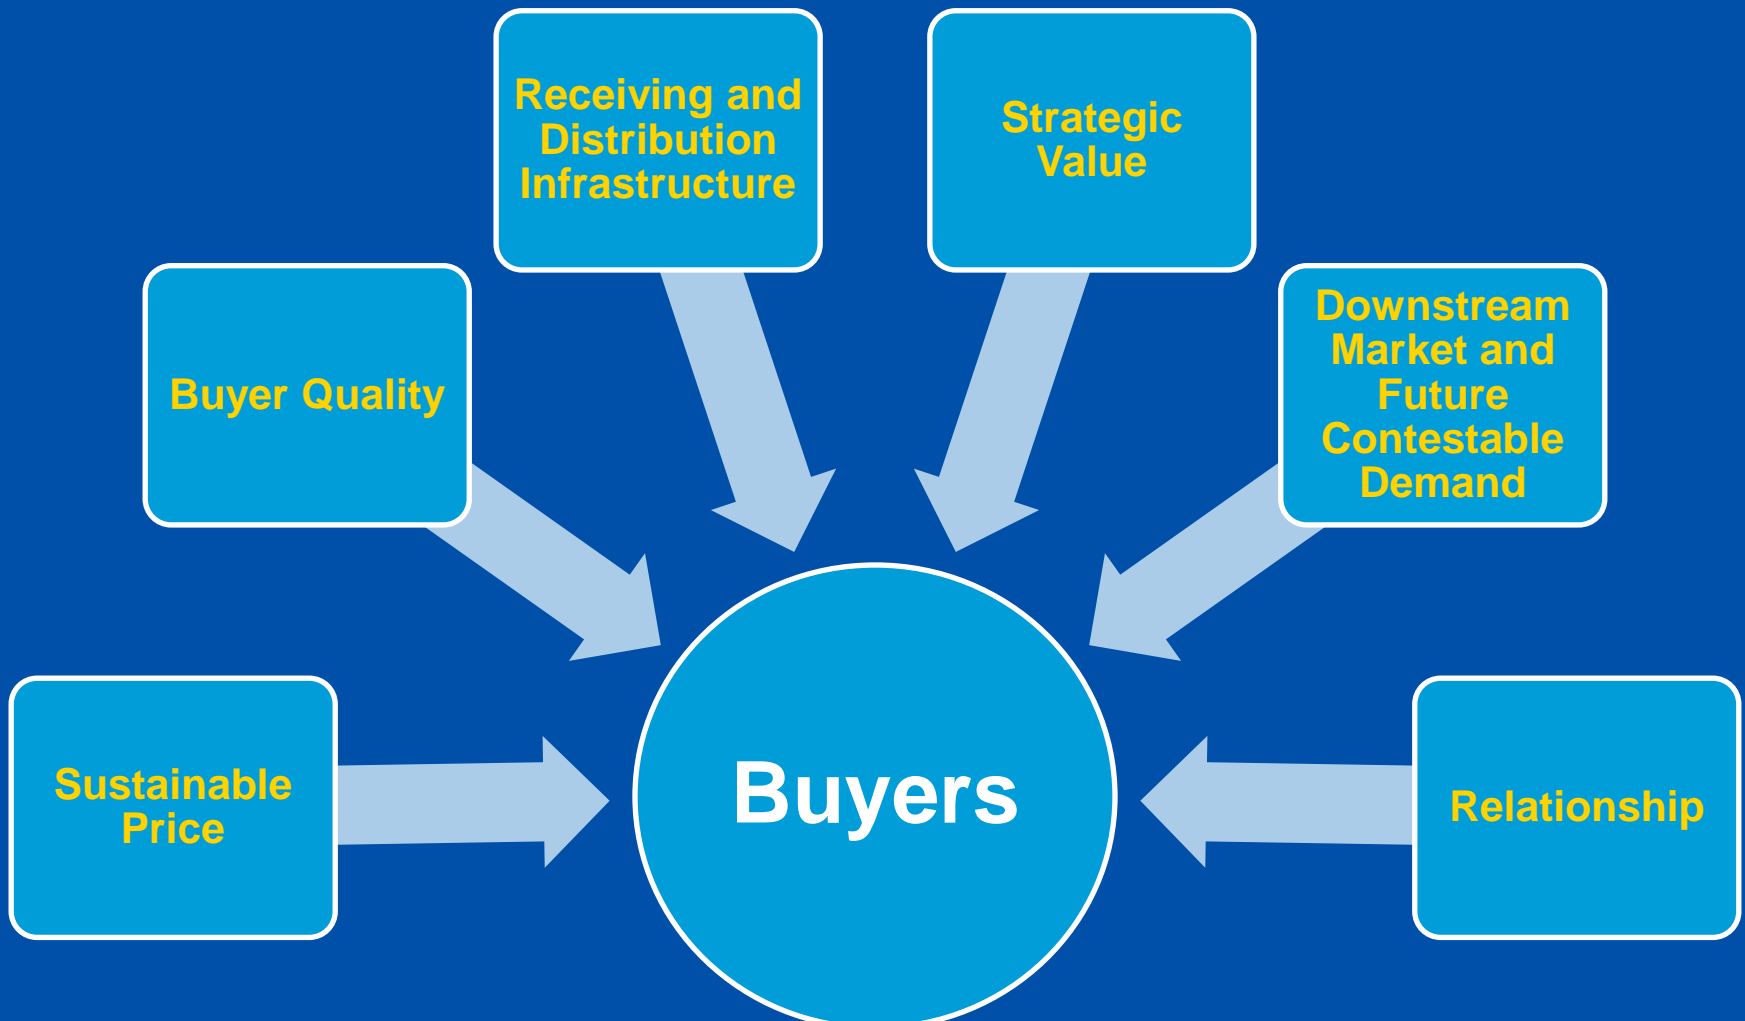 Receiving and
Distribution
Infrastructure
Strategic
Value
Buyer Quality
Downstream
Market and
Future
Contestable
Demand
Sustainable
Price
Buyers
Relationship